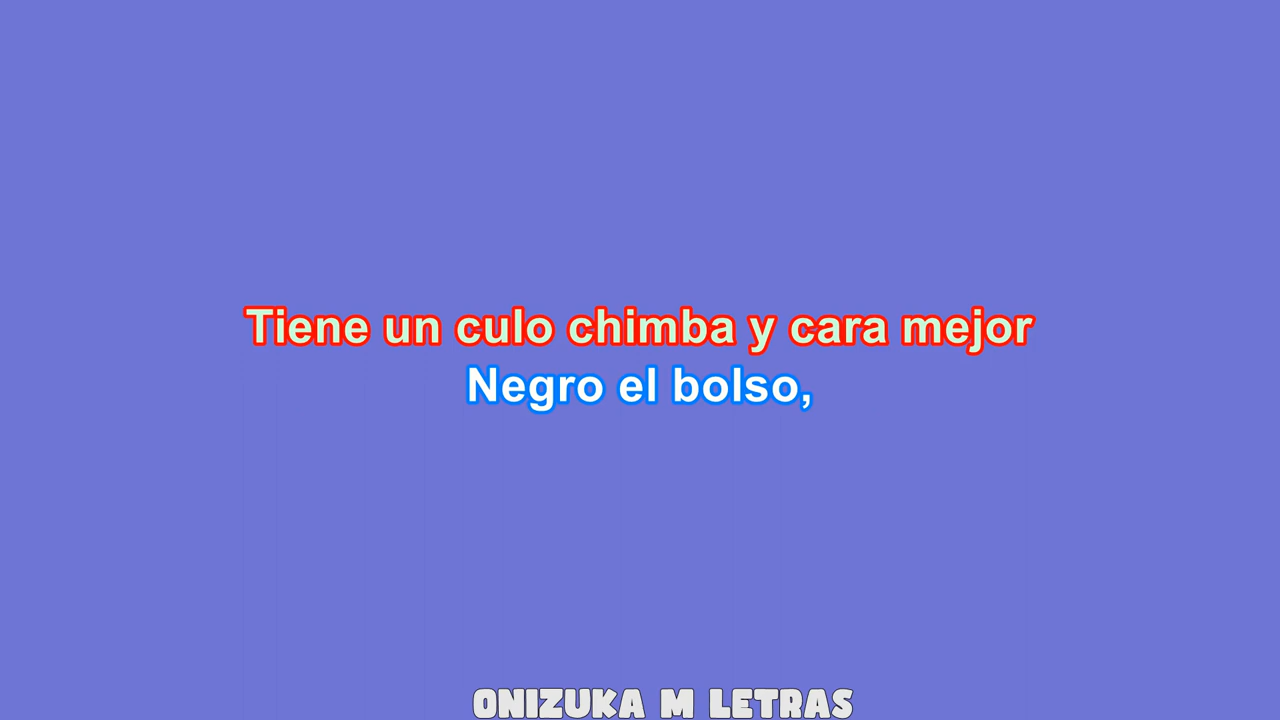 Tiene un culo chimba y cara mejor
Negro el bolso,
ONIZUKA M LETRAS